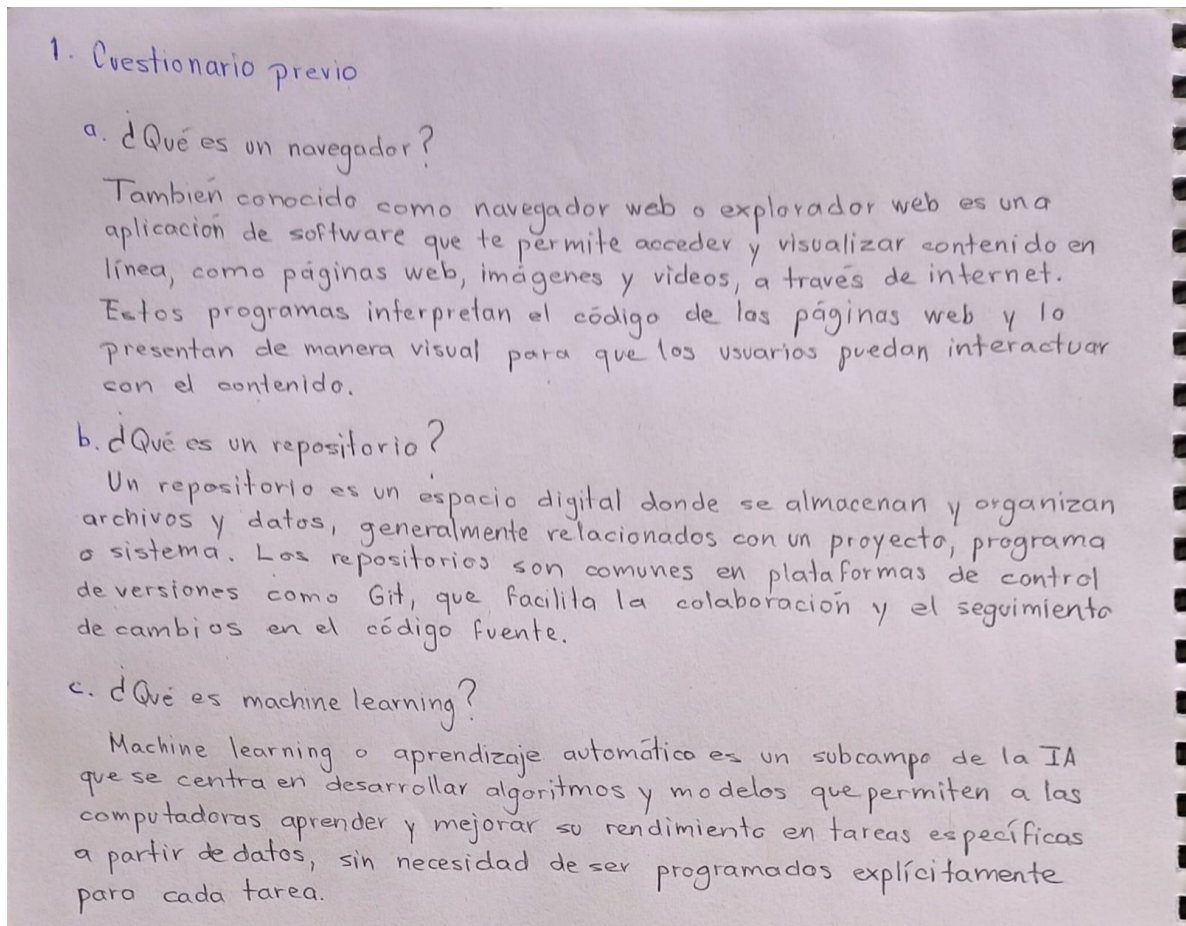 1. Cuestionario previo
a. ¿Qué es un navegador?
Tambien conocido como navegador web o explorador web es una
aplicación de software que te permite acceder y visualizar contenido en
línea, como páginas web, imágenes y videos, a través de internet.
Estos programas interpretan el código de las páginas web y lo
presentan de manera visual para que los usuarios puedan interactuar
con el contenido.
b. ¿Qué es un repositorio?
Un repositorio es un espacio digital donde se almacenan y organizan
archivos y datos, generalmente relacionados con un proyecto, programa
o sistema. Los repositorios son comunes en plataformas de control
de versiones como Git, que facilita la colaboración y el seguimiento
de cambios en el código fuente.
c. ¿Qué es machine learning?
Machine learning o aprendizaje automático es un subcampo de la IA
que se centra en desarrollar algoritmos y modelos que permiten a las
computadoras aprender y mejorar su rendimiento en tareas específicas
a partir de datos, sin necesidad de ser programadas explícitamente
para cada tarea.